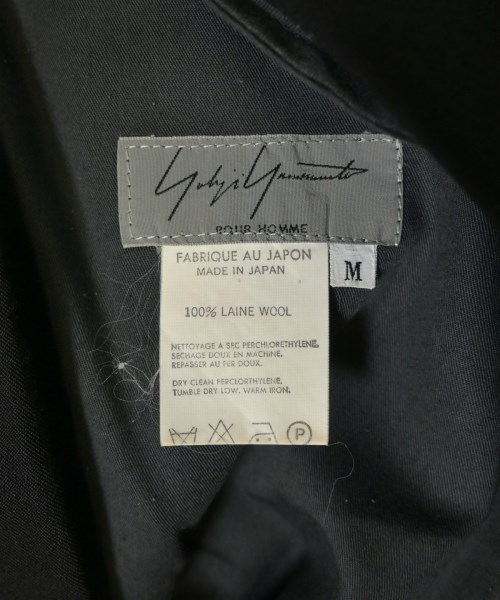 Yohji Yamamoto
POUR HOMME
FABRIQUE AU JAPON
MADE IN JAPAN
M
100% LAINE WOOL
NETTOYAGE A SEC PERCHLORETHYLENE,
SECHAGE DOUX EN MACHINE,
REPASSER AU FER DOUX.
DRY CLEAN PERCLORTHYLENE,
TUMBLE DRY LOW. WARM IRON.
P